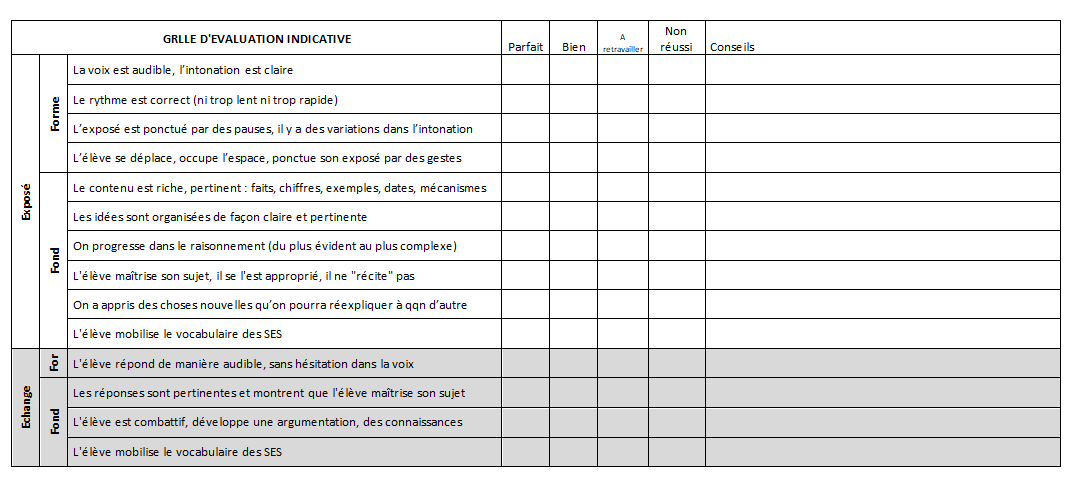 GRLLE D'EVALUATION INDICATIVE
Parfait
Bien
A retravailler
Non réussi
Conseils
Exposé
Forme
La voix est audible, l’intonation est claire
Le rythme est correct (ni trop lent ni trop rapide)
L’exposé est ponctué par des pauses, il y a des variations dans l’intonation
L’élève se déplace, occupe l’espace, ponctue son exposé par des gestes
Fond
Le contenu est riche, pertinent : faits, chiffres, exemples, dates, mécanismes
Les idées sont organisées de façon claire et pertinente
On progresse dans le raisonnement (du plus évident au plus complexe)
L'élève maîtrise son sujet, il se l'est approprié, il ne "récite" pas
On a appris des choses nouvelles qu’on pourra réexpliquer à qqn d’autre
L'élève mobilise le vocabulaire des SES
Echange
For
L'élève répond de manière audible, sans hésitation dans la voix
Fond
Les réponses sont pertinentes et montrent que l'élève maîtrise son sujet
L'élève est combattif, développe une argumentation, des connaissances
L'élève mobilise le vocabulaire des SES